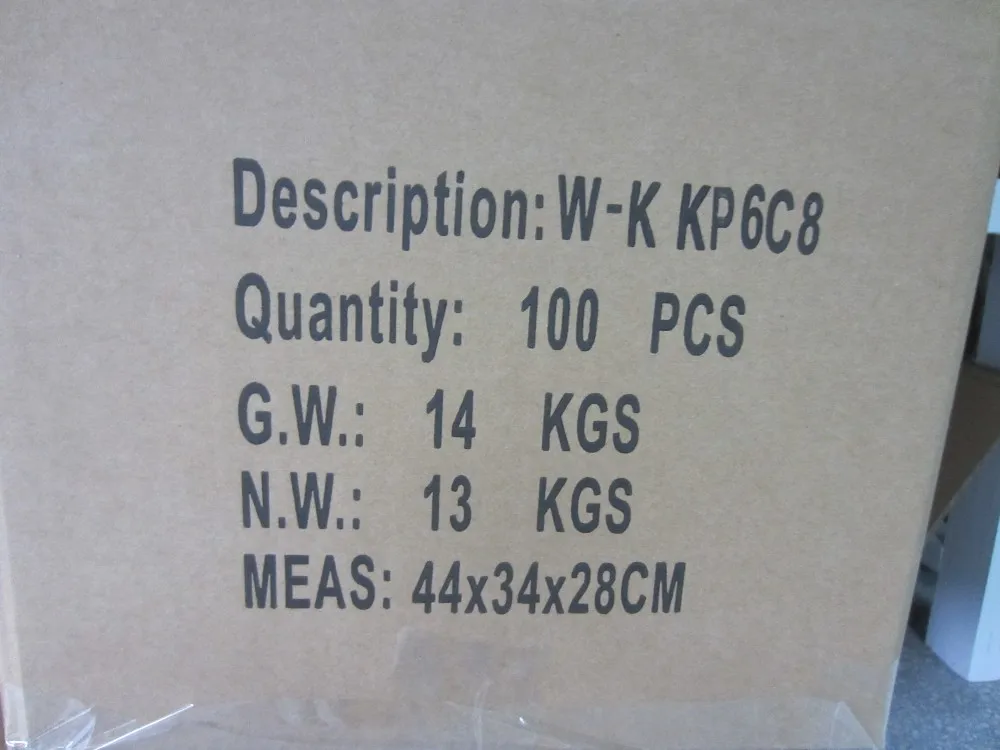 Description: W-K KP6C8
Quantity: 100 PCS
G.W.: 14 KGS
N.W.: 13 KGS
MEAS: 44x34x28CM